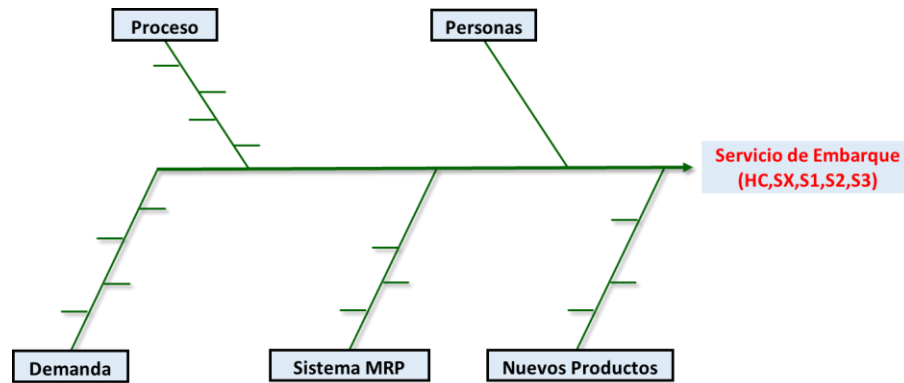 Proceso
Personas
Servicio de Embarque
(HC,SX,S1,S2,S3)
Demanda
Sistema MRP
Nuevos Productos